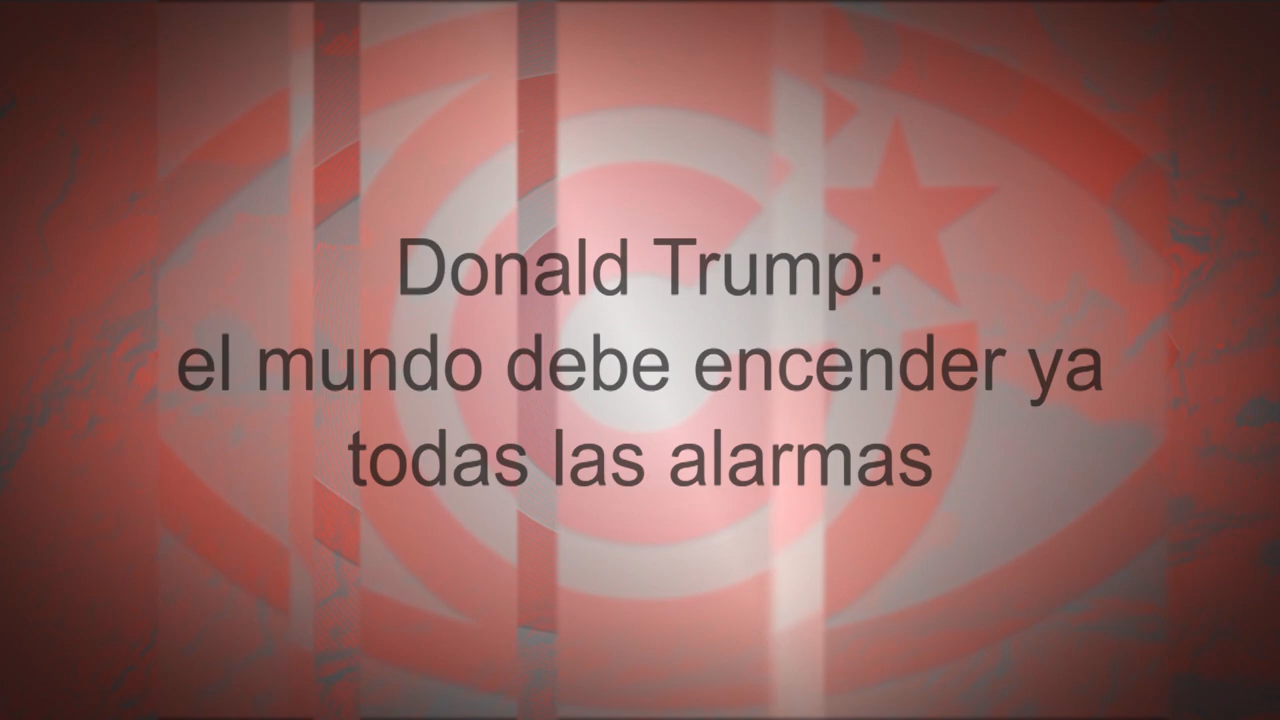 Donald Trump:
el mundo debe encender ya
todas las alarmas